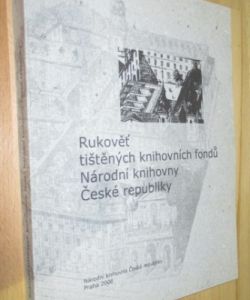 Rukověť
tištěných knihovních fondů
Národní knihovny
České republiky
Národní knihovna České republiky
Praha 2006